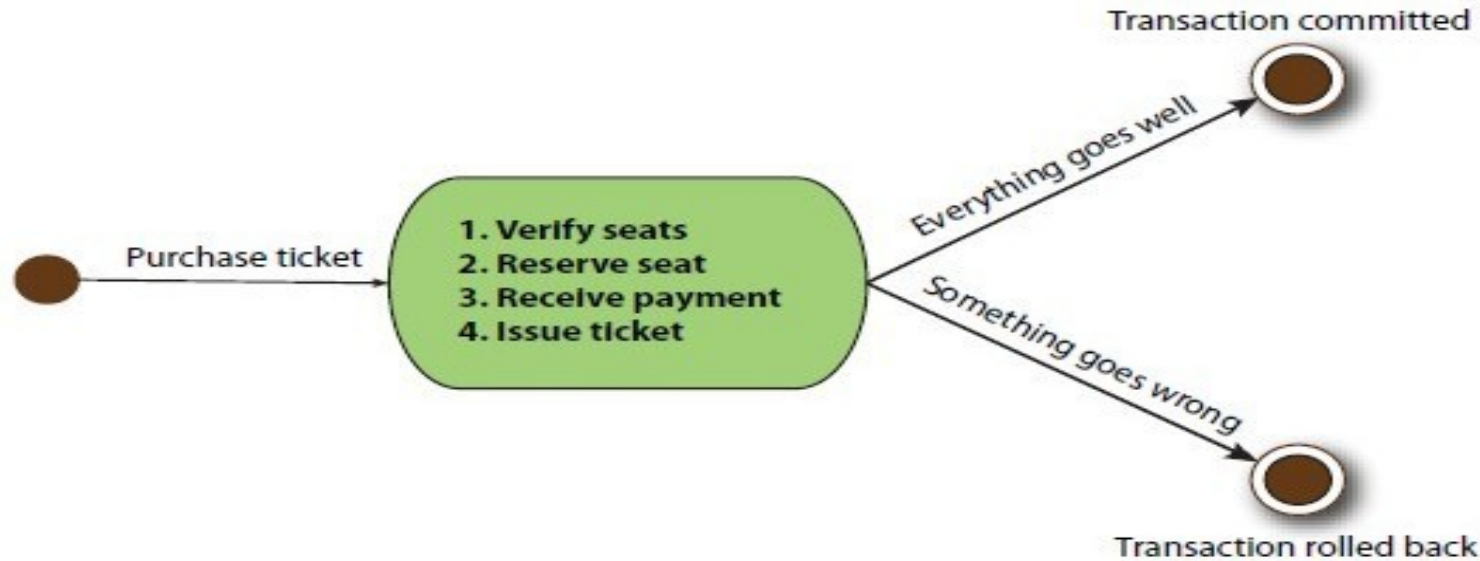 Transaction committed
Everything goes well
Purchase ticket
1. Verify seats
2. Reserve seat
3. Receive payment
4. Issue ticket
Something goes wrong
Transaction rolled back